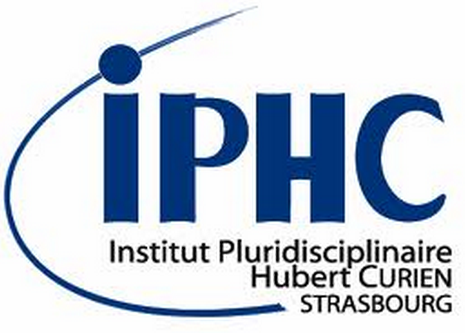 iPHC
Institut Pluridisciplinaire
Hubert CURIEN
STRASBOURG